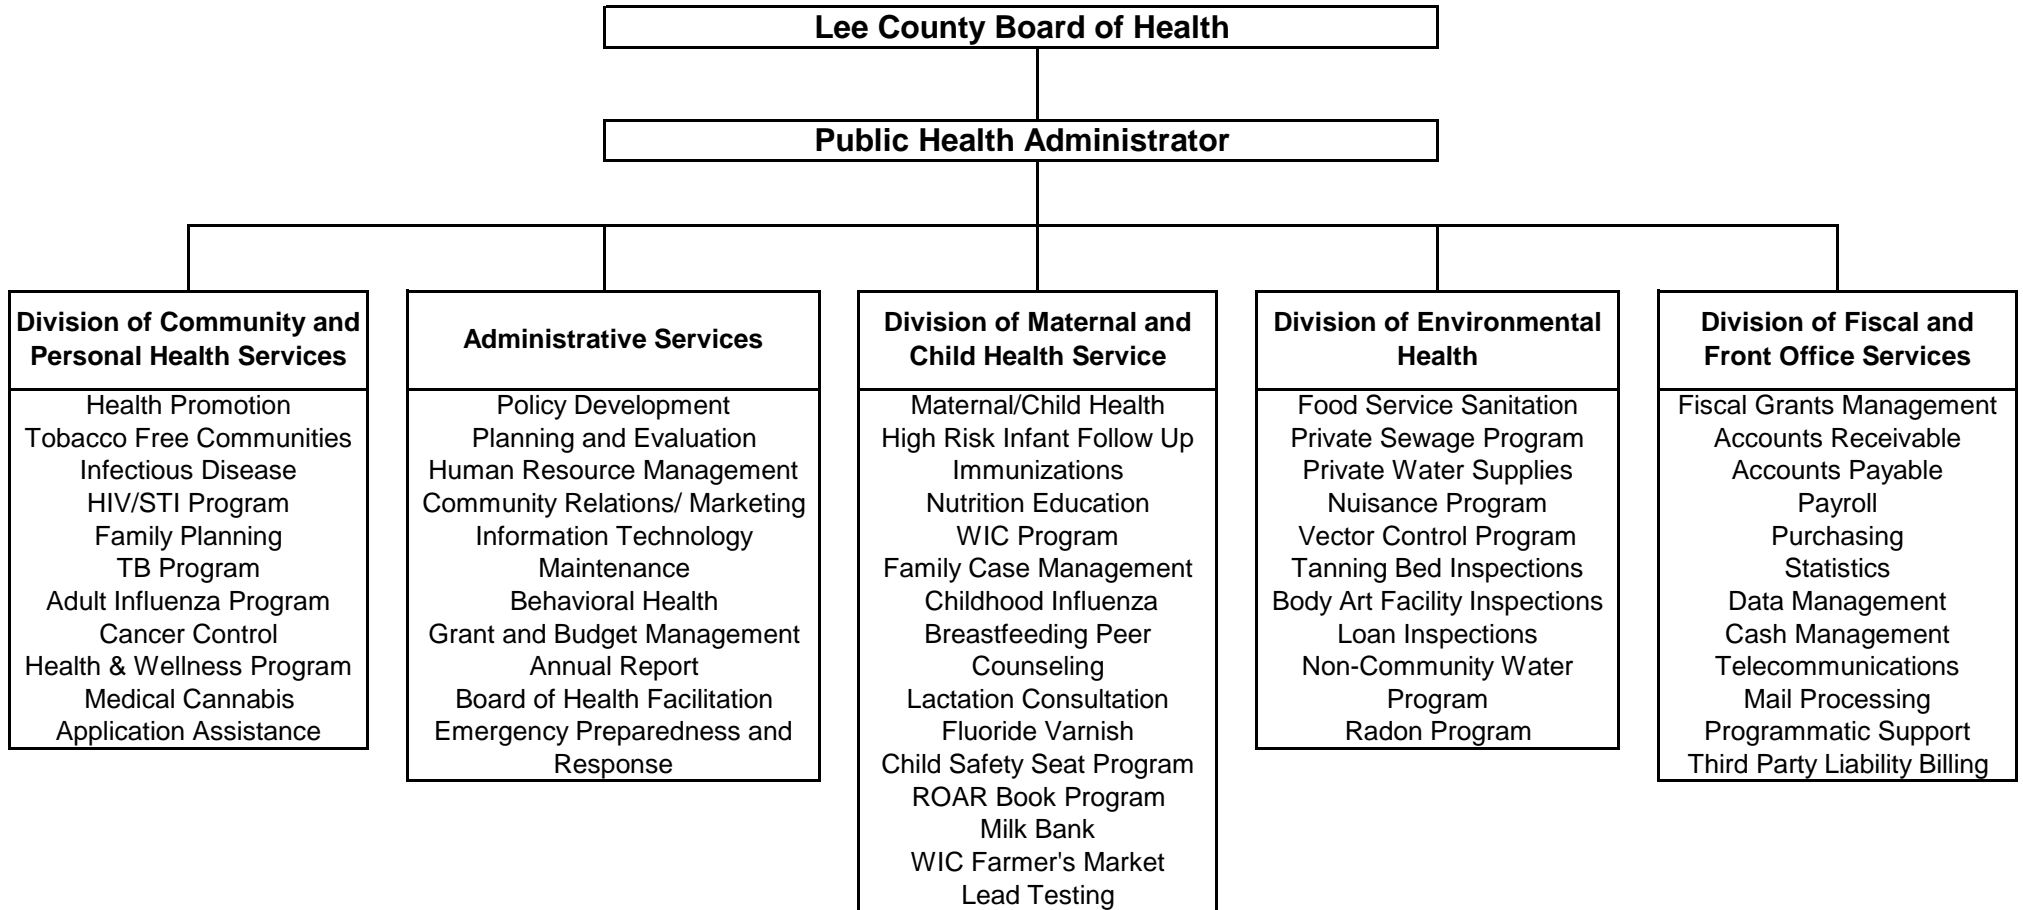 Lee County Board of Health
Public Health Administrator
Division of Community and
Personal Health Services
Health Promotion
Tobacco Free Communities
Infectious Disease
HIV/STI Program
Family Planning
TB Program
Adult Influenza Program
Cancer Control
Health & Wellness Program
Medical Cannabis
Application Assistance
Administrative Services
Policy Development
Planning and Evaluation
Human Resource Management
Community Relations/ Marketing
Information Technology
Maintenance
Behavioral Health
Grant and Budget Management
Annual Report
Board of Health Facilitation
Emergency Preparedness and
Response
Division of Maternal and
Child Health Service
Maternal/Child Health
High Risk Infant Follow Up
Immunizations
Nutrition Education
WIC Program
Family Case Management
Childhood Influenza
Breastfeeding Peer
Counseling
Lactation Consultation
Fluoride Varnish
Child Safety Seat Program
ROAR Book Program
Milk Bank
WIC Farmer's Market
Lead Testing
Division of Environmental
Health
Food Service Sanitation
Private Sewage Program
Private Water Supplies
Nuisance Program
Vector Control Program
Tanning Bed Inspections
Body Art Facility Inspections
Loan Inspections
Non-Community Water
Program
Radon Program
Division of Fiscal and
Front Office Services
Fiscal Grants Management
Accounts Receivable
Accounts Payable
Payroll
Purchasing
Statistics
Data Management
Cash Management
Telecommunications
Mail Processing
Programmatic Support
Third Party Liability Billing